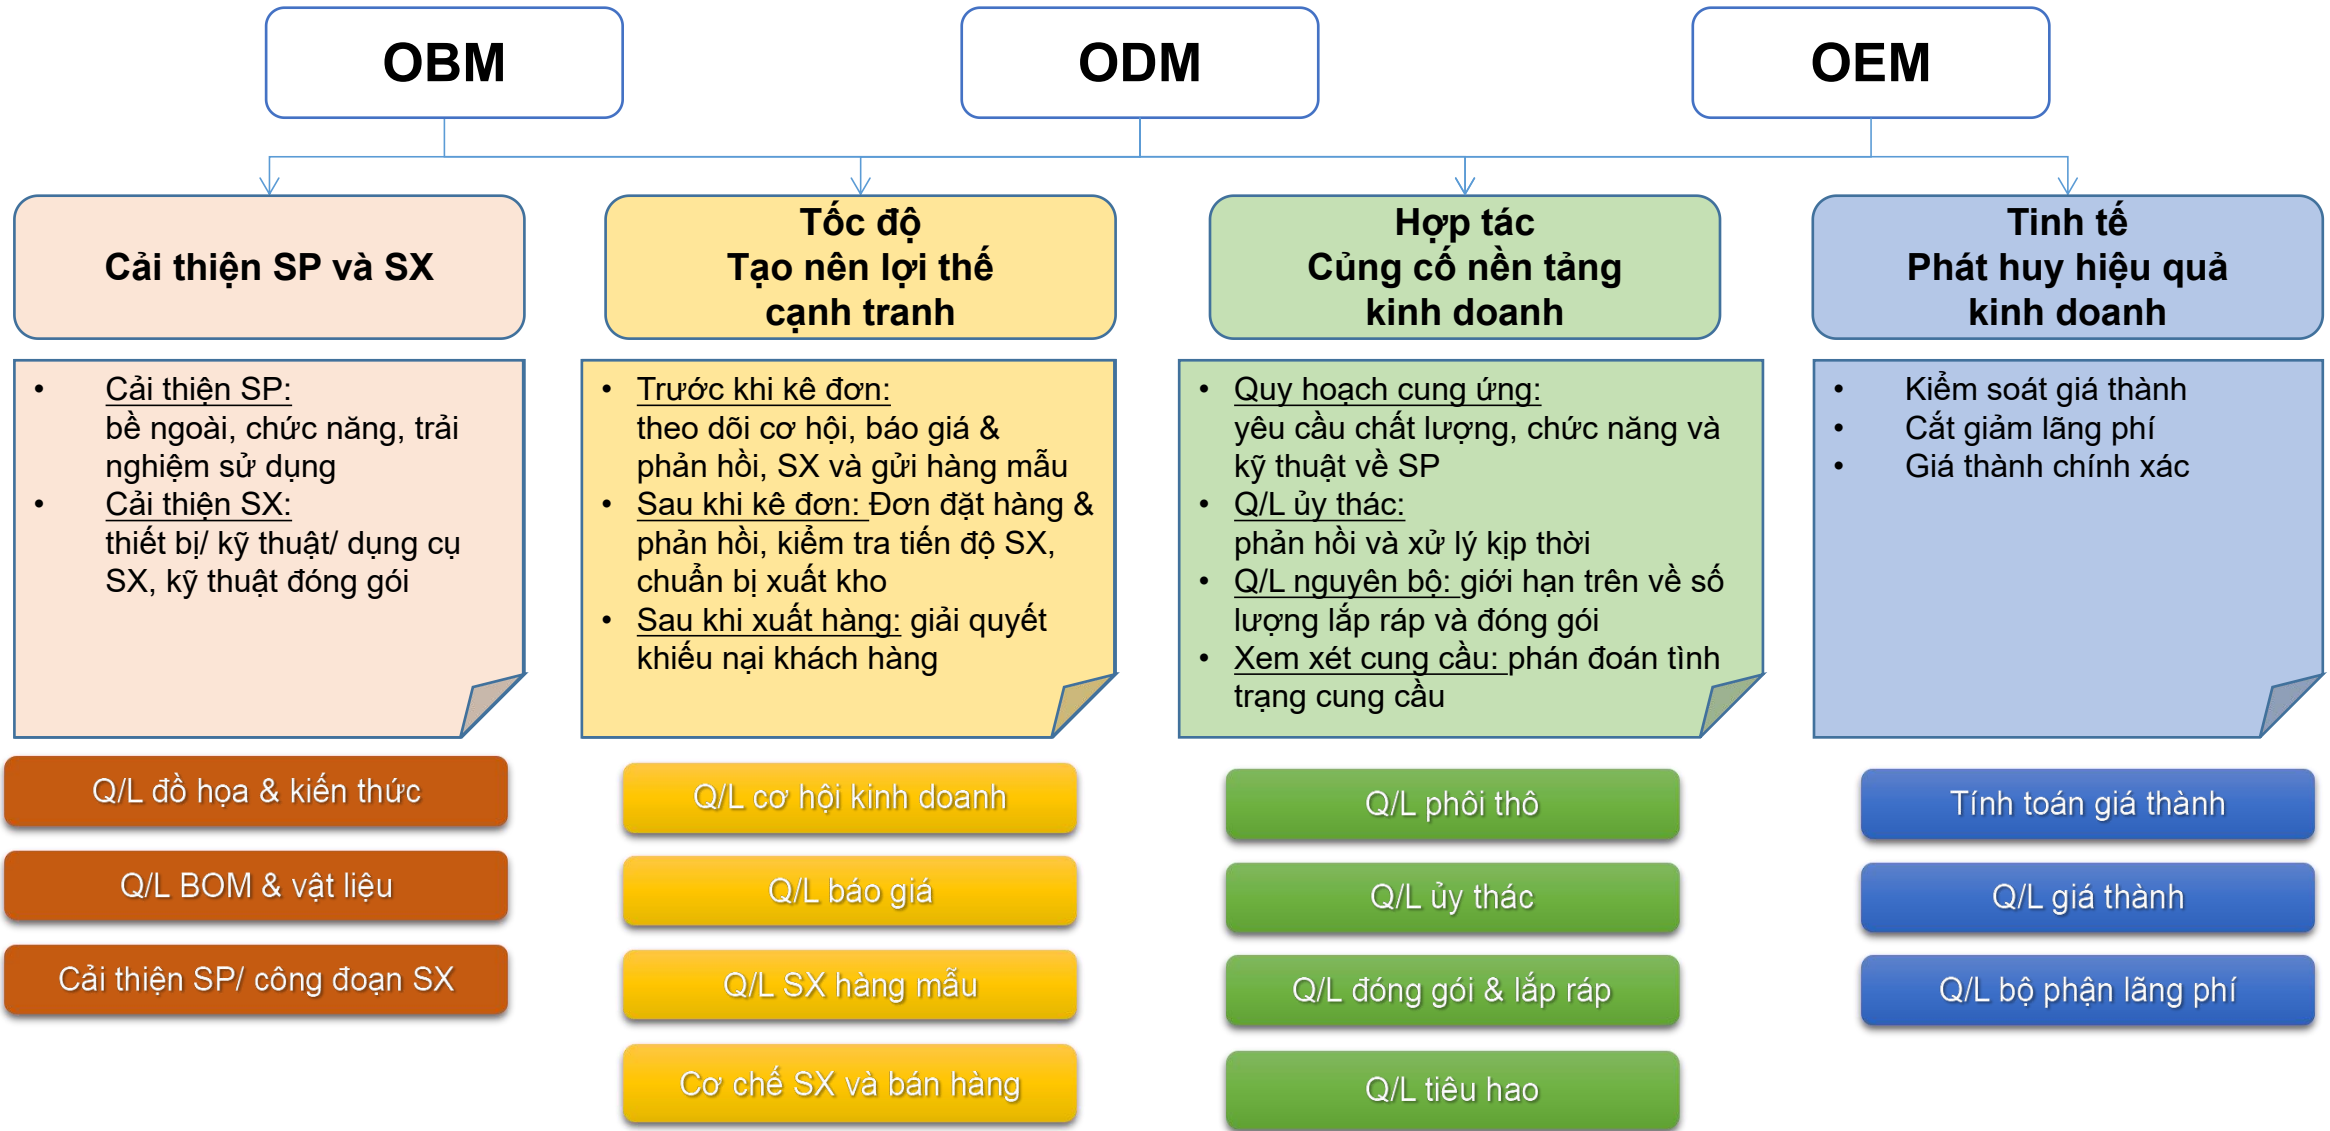 OBM
ODM
OEM
Cải thiện SP và SX
Tốc độ
Tạo nên lợi thế
cạnh tranh
Hợp tác
Củng cố nền tảng
kinh doanh
Tinh tế
Phát huy hiệu quả
kinh doanh
• Cải thiện SP:
bề ngoài, chức năng, trải
nghiệm sử dụng
• Cải thiện SX:
thiết bị/ kỹ thuật/ dụng cụ
SX, kỹ thuật đóng gói
• Trước khi kê đơn:
theo dõi cơ hội, báo giá &
phản hồi, SX và gửi hàng mẫu
• Sau khi kê đơn: Đơn đặt hàng &
phản hồi, kiểm tra tiến độ SX,
chuẩn bị xuất kho
• Sau khi xuất hàng: giải quyết
khiếu nại khách hàng
• Quy hoạch cung ứng:
yêu cầu chất lượng, chức năng và
kỹ thuật về SP
• Q/L ủy thác:
phản hồi và xử lý kịp thời
• Q/L nguyên bộ: giới hạn trên về số
lượng lắp ráp và đóng gói
• Xem xét cung cầu: phán đoán tình
trạng cung cầu
• Kiểm soát giá thành
• Cắt giảm lãng phí
• Giá thành chính xác
Q/L đồ họa & kiến thức
Q/L BOM & vật liệu
Cải thiện SP/ công đoạn SX
Q/L cơ hội kinh doanh
Q/L báo giá
Q/L SX hàng mẫu
Cơ chế SX và bán hàng
Q/L phôi thô
Q/L ủy thác
Q/L đóng gói & lắp ráp
Q/L tiêu hao
Tính toán giá thành
Q/L giá thành
Q/L bộ phận lãng phí